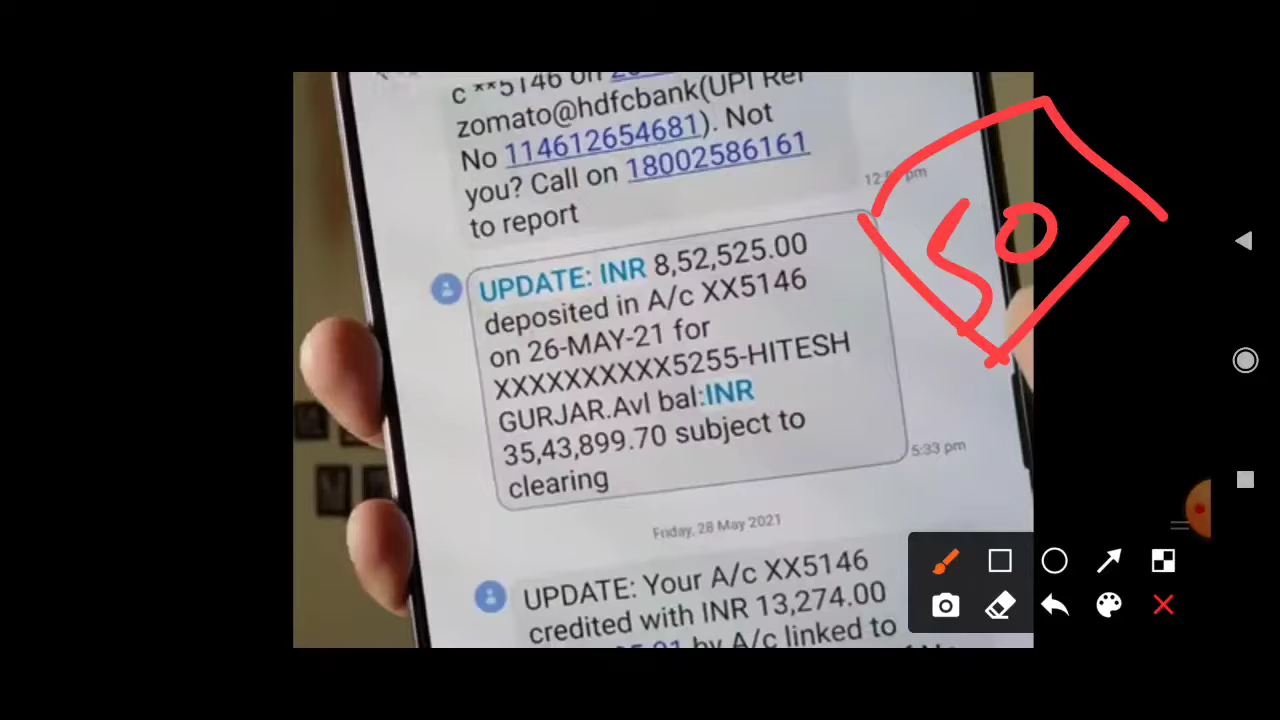 c **5146 on
zomato@hdfcbank(UPI Ref
No 114612654681). Not
you? Call on 18002586161
to report
pm
UPDATE: INR 8,52,525.00
deposited in A/c XX5146
on 26-MAY-21 for
XXXXXXXXXX5255-HITESH
GURJAR.Avl bal:INR
35,43,899.70 subject to
clearing
5:33 pm
Friday, 28 May 2021
UPDATE: Your A/c XX5146
credited with INR 13,274.00
by A/c linked to
50